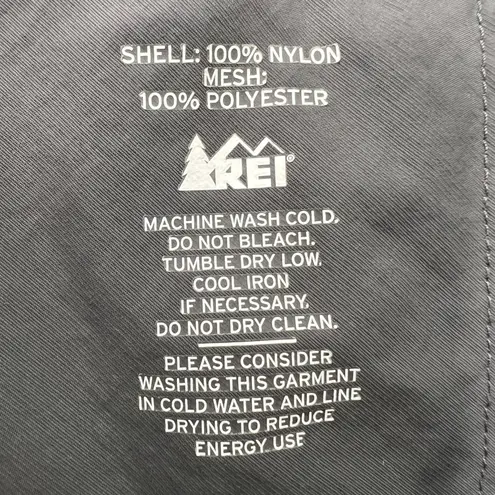 SHELL: 100% NYLON
MESH:
100% POLYESTER
REI®
MACHINE WASH COLD.
DO NOT BLEACH.
TUMBLE DRY LOW.
COOL IRON
IF NECESSARY.
DO NOT DRY CLEAN.
PLEASE CONSIDER
WASHING THIS GARMENT
IN COLD WATER AND LINE
DRYING TO REDUCE
ENERGY USE